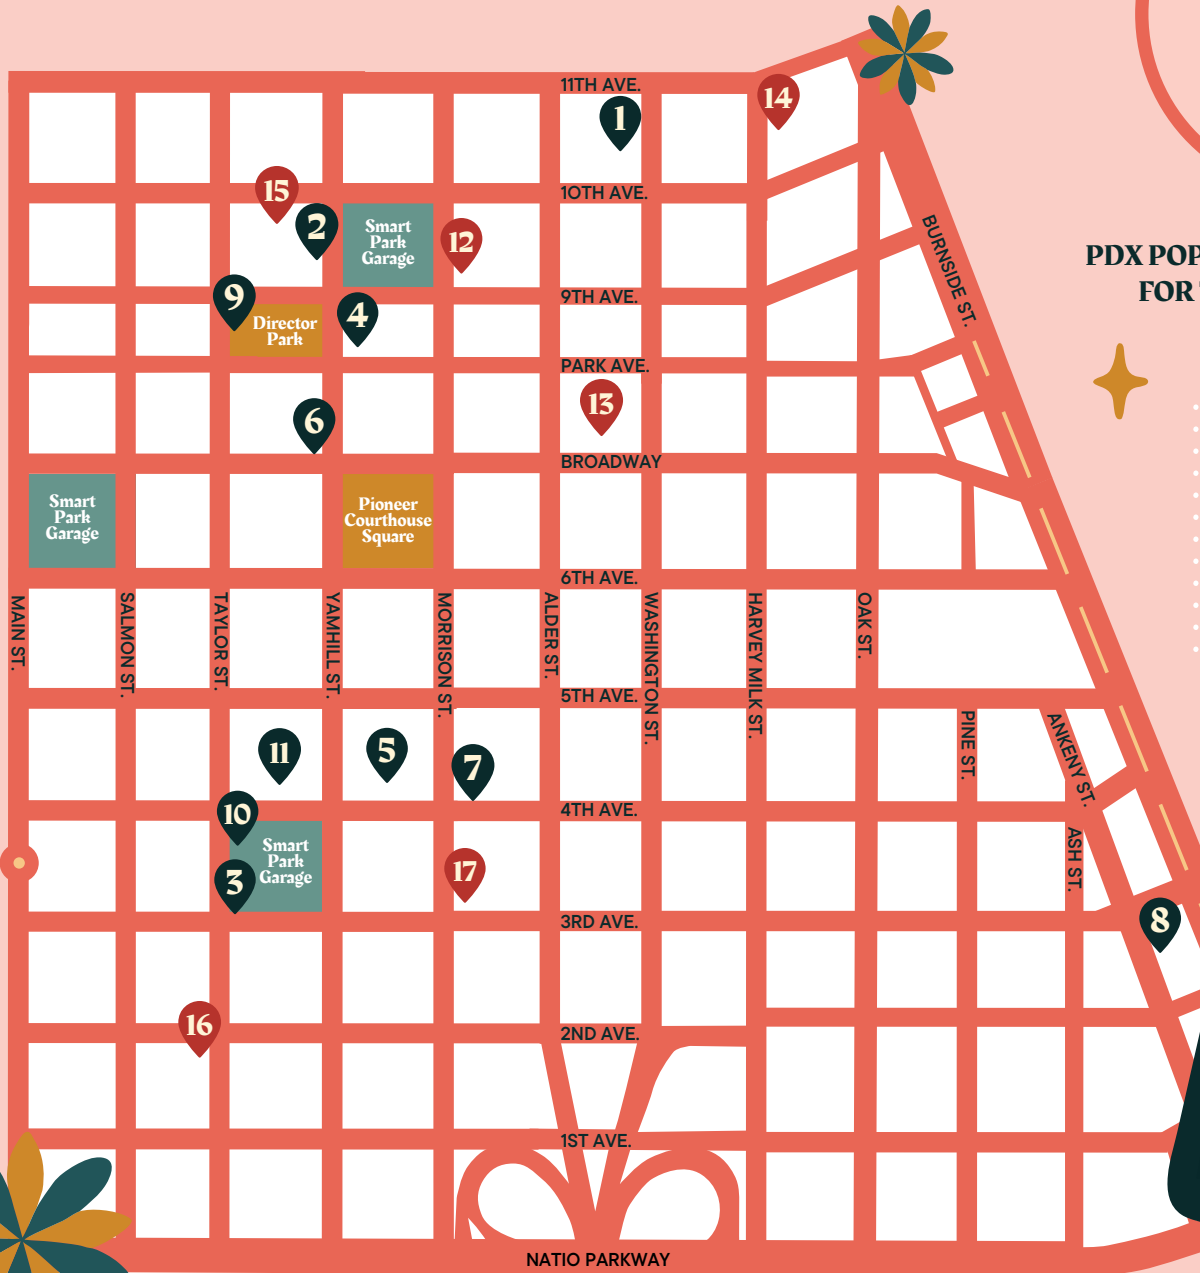 11TH AVE.
1
14
10TH AVE.
15
2
Smart
Park
Garage
12
BURNSIDE ST.
PDX POP
FOR
9TH AVE.
9
Director
Park
4
PARK AVE.
13
6
BROADWAY
Smart
Park
Garage
Pioneer
Courthouse
Square
6TH AVE.
MAIN ST.
SALMON ST.
TAYLOR ST.
YAMHILL ST.
MORRISON ST.
ALDER ST.
WASHINGTON ST.
HARVEY MILK ST.
OAK ST.
5TH AVE.
PINE ST.
ANKENY ST.
11
5
7
4TH AVE.
10
Smart
Park
Garage
3
17
ASH ST.
3RD AVE.
8
16
2ND AVE.
1ST AVE.
NATIO PARKWAY